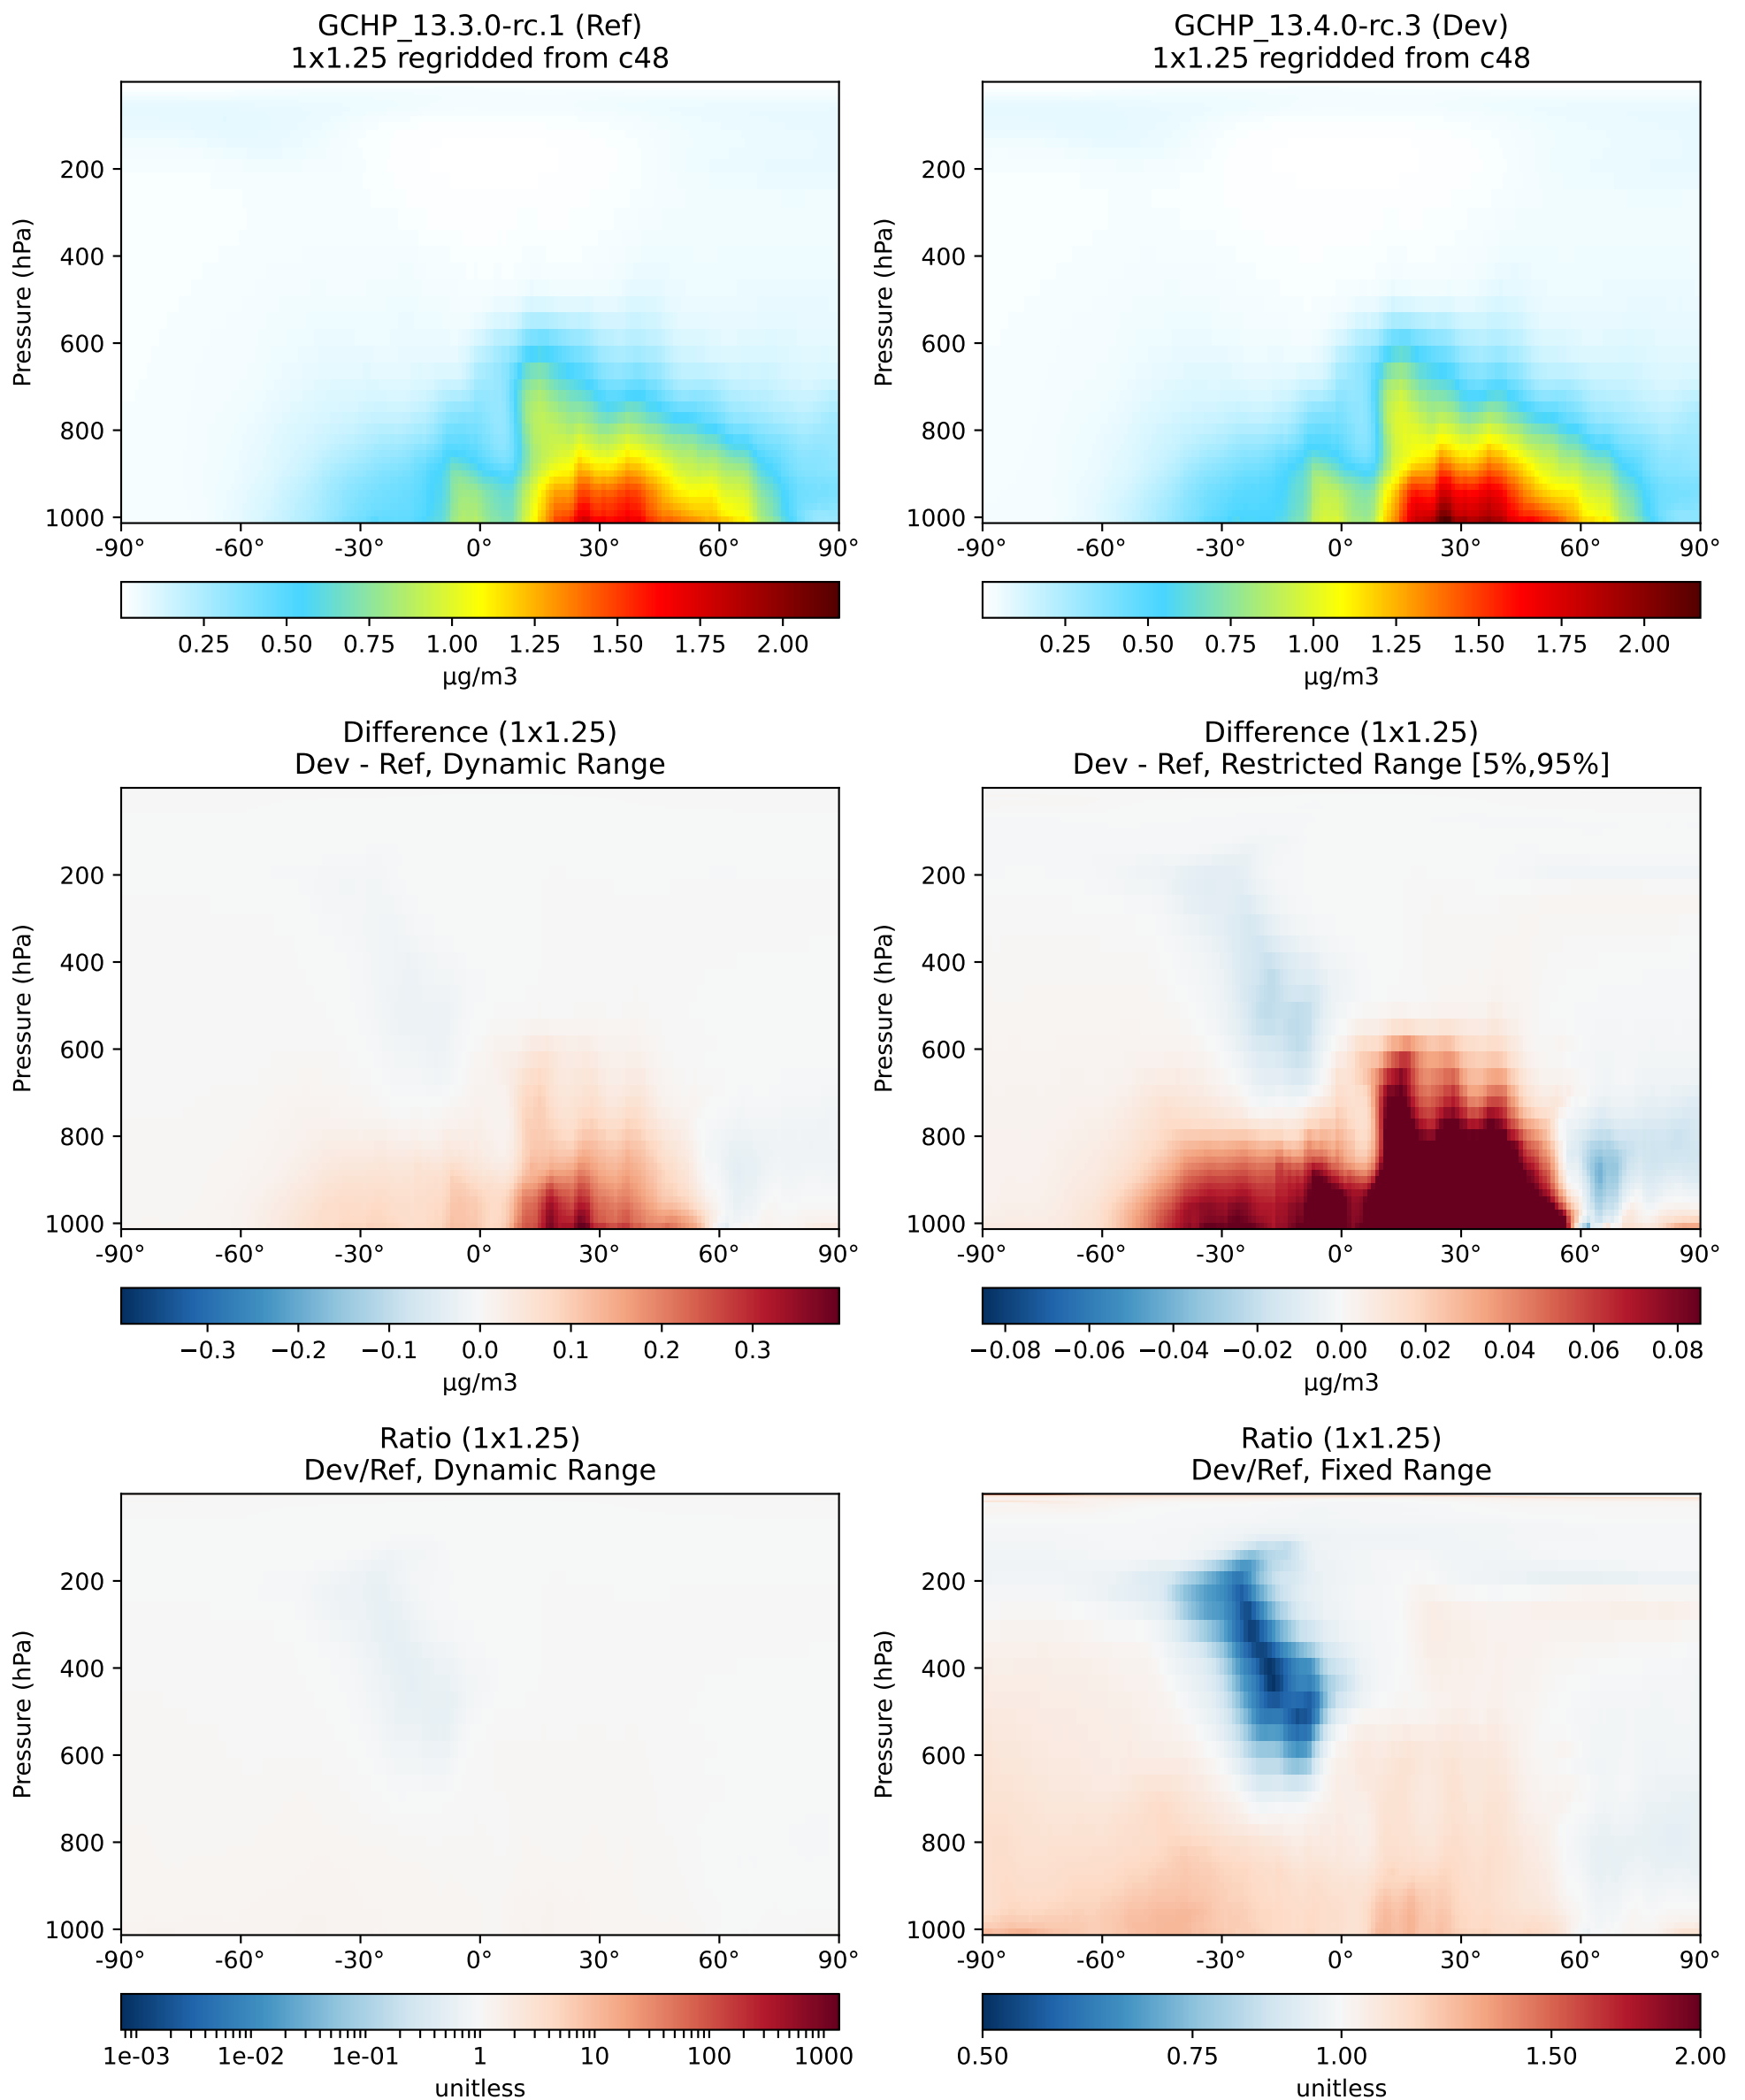 GCHP_13.3.0-rc.1 (Ref)
1x1.25 regridded from c48
Pressure (hPa)
200
400
600
800
1000
-90° -60° -30° 0° 30° 60° 90°
0.25 0.50 0.75 1.00 1.25 1.50 1.75 2.00
μg/m3
GCHP_13.4.0-rc.3 (Dev)
1x1.25 regridded from c48
Pressure (hPa)
200
400
600
800
1000
-90° -60° -30° 0° 30° 60° 90°
0.25 0.50 0.75 1.00 1.25 1.50 1.75 2.00
μg/m3
Difference (1x1.25)
Dev - Ref, Dynamic Range
Pressure (hPa)
200
400
600
800
1000
-90° -60° -30° 0° 30° 60° 90°
−0.3 −0.2 −0.1 0.0 0.1 0.2 0.3
μg/m3
Difference (1x1.25)
Dev - Ref, Restricted Range [5%,95%]
Pressure (hPa)
200
400
600
800
1000
-90° -60° -30° 0° 30° 60° 90°
−0.08 −0.06 −0.04 −0.02 0.00 0.02 0.04 0.06 0.08
μg/m3
Ratio (1x1.25)
Dev/Ref, Dynamic Range
Pressure (hPa)
200
400
600
800
1000
-90° -60° -30° 0° 30° 60° 90°
1e-03 1e-02 1e-01 1 10 100 1000
unitless
Ratio (1x1.25)
Dev/Ref, Fixed Range
Pressure (hPa)
200
400
600
800
1000
-90° -60° -30° 0° 30° 60° 90°
0.50 0.75 1.00 1.50 2.00
unitless